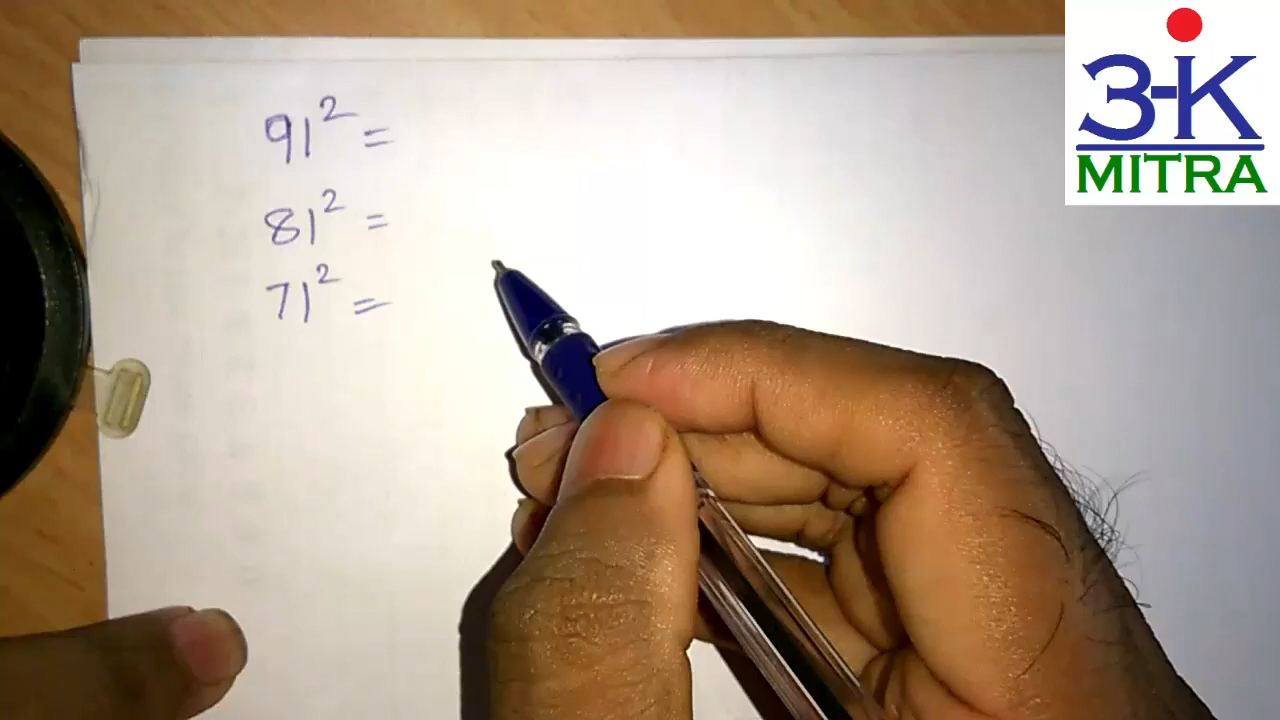 91² =
81² =
71² =
3-K
MITRA